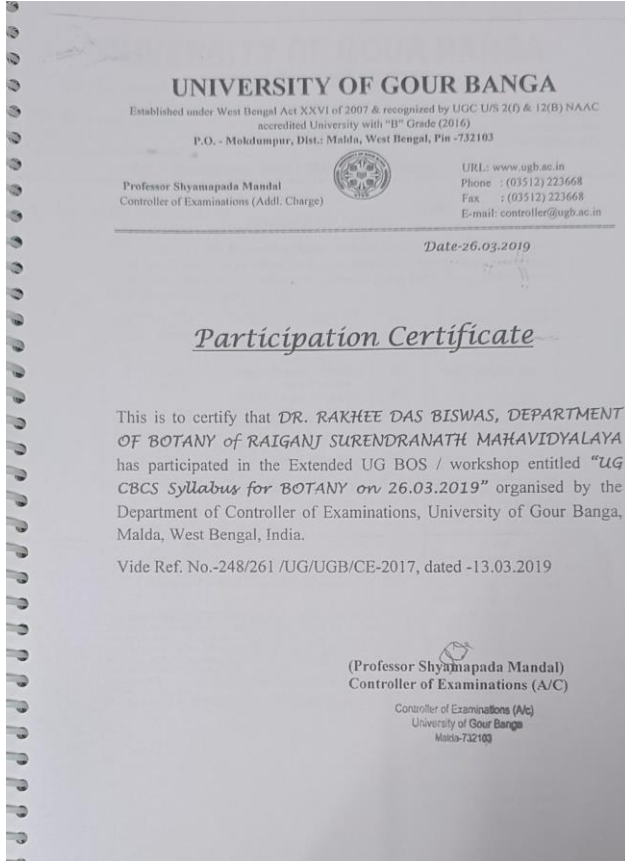 UNIVERSITY OF GOUR BANGA
Established under West Bengal Act XXVI of 2007 & recognized by UGC U/S 2(f) & 12(B) NAAC
accredited University with "B" Grade (2016)
P.O. - Mokdumpur, Dist.: Malda, West Bengal, Pin -732103
Professor Shyamapada Mandal
Controller of Examinations (Addl. Charge)
URL: www.ugb.ac.in
Phone : (03512) 223668
Fax : (03512) 223668
E-mail: controller@ugb.ac.in
Date-26.03.2019
Participation Certificate
This is to certify that DR. RAKHEE DAS BISWAS, DEPARTMENT
OF BOTANY of RAIGANJ SURENDRANATH MAHAVIDYALAYA
has participated in the Extended UG BOS / workshop entitled "UG
CBCS Syllabus for BOTANY on 26.03.2019" organised by the
Department of Controller of Examinations, University of Gour Banga,
Malda, West Bengal, India.
Vide Ref. No.-248/261 /UG/UGB/CE-2017, dated -13.03.2019
(Professor Shyamapada Mandal)
Controller of Examinations (A/C)
Controller of Examinations (A/c)
University of Gour Banga
Malda-732103